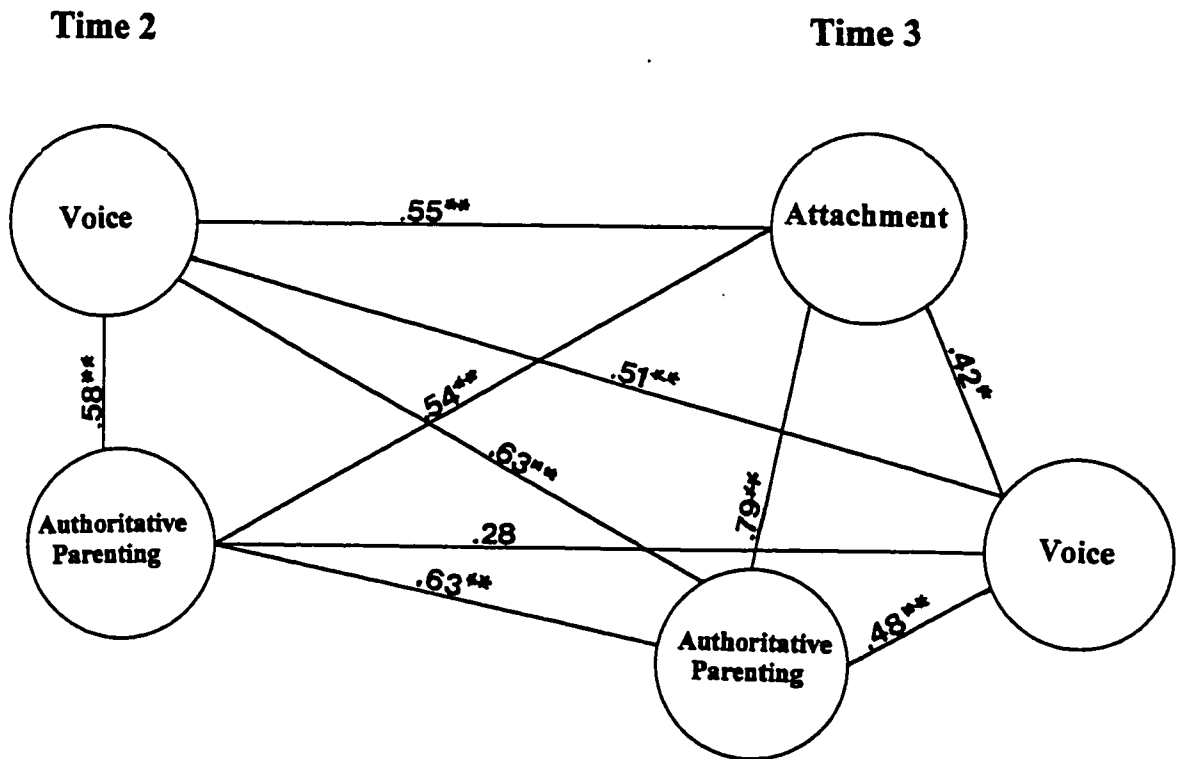 Time 2
Time 3
Voice
.55**
Attachment
.58**
.54**
.51**
.42*
.63**
.79**
Authoritative
Parenting
.28
.63**
Voice
.48**
Authoritative
Parenting